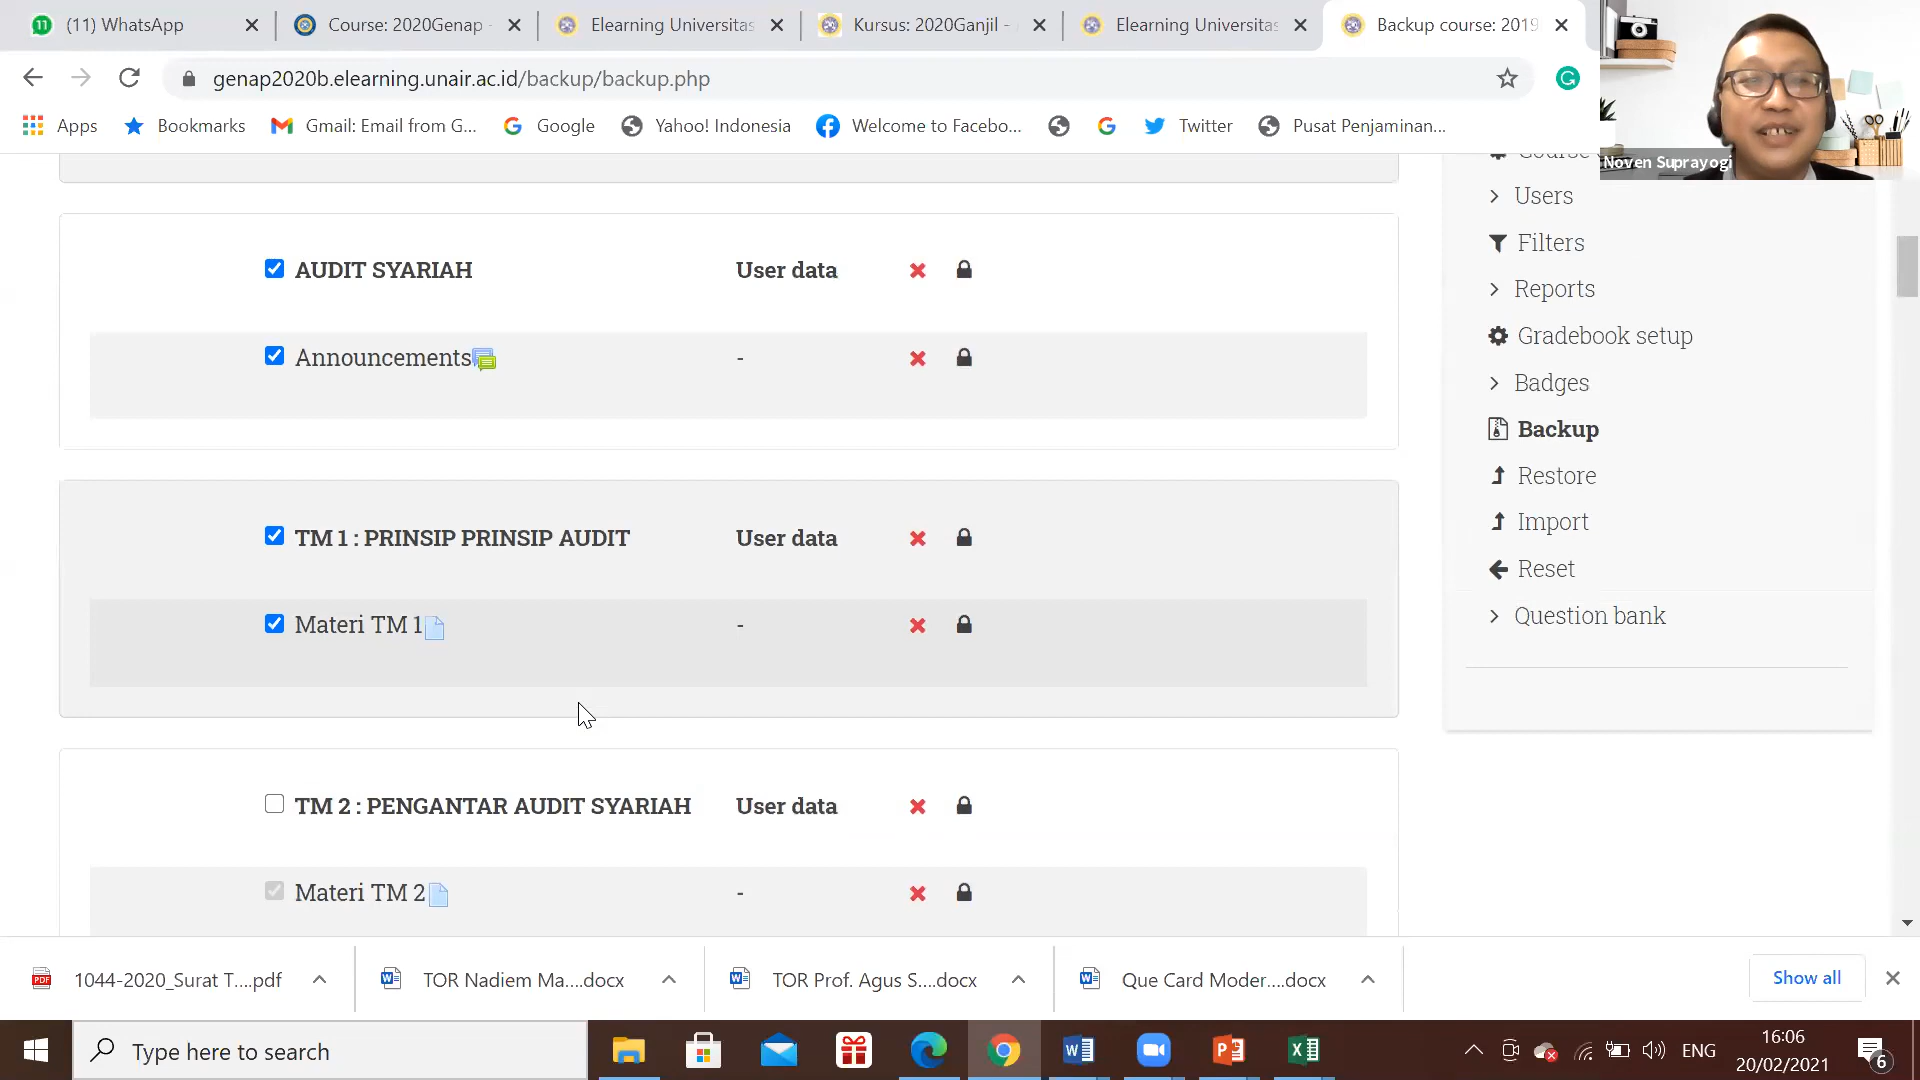 (11) WhatsApp
Course: 2020Genap -
Elearning Universitas
Kursus: 2020Ganjil -
Elearning Universitas
Backup course: 2019
genap2020b.elearning.unair.ac.id/backup/backup.php
Apps
Bookmarks
Gmail: Email from G...
Google
Yahoo! Indonesia
Welcome to Facebo...
Twitter
Pusat Penjaminan...
Noven Suprayogi
AUDIT SYARIAH User data
Announcements -
TM 1 : PRINSIP PRINSIP AUDIT User data
Materi TM 1 -
TM 2 : PENGANTAR AUDIT SYARIAH User data
Materi TM 2 -
Course
Users
Filters
Reports
Gradebook setup
Badges
Backup
Restore
Import
Reset
Question bank
PDF
1044-2020_Surat T....pdf
TOR Nadiem Ma....docx
TOR Prof. Agus S....docx
Que Card Moder....docx
Show all
Type here to search
ENG
16:06
20/02/2021
6